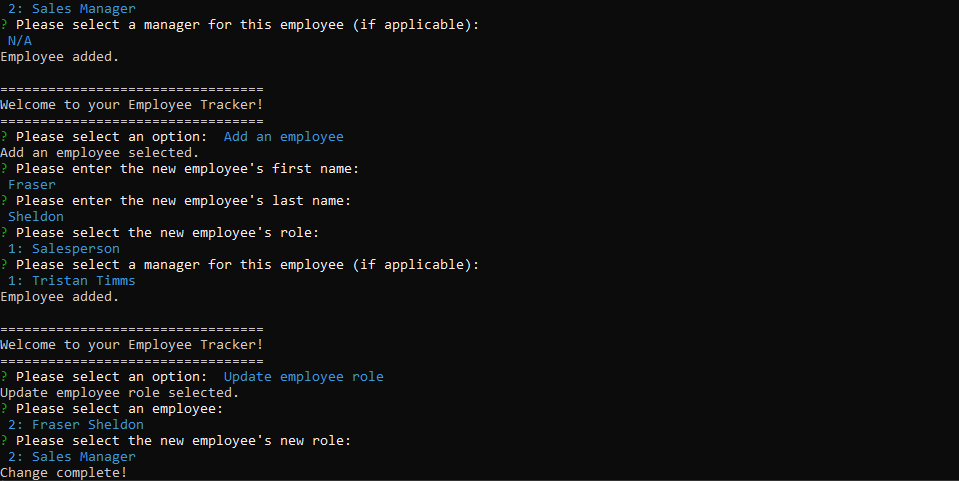 2: Sales Manager
? Please select a manager for this employee (if applicable):
N/A
Employee added.
=================================
Welcome to your Employee Tracker!
=================================
? Please select an option:  Add an employee
Add an employee selected.
? Please enter the new employee's first name:
Fraser
? Please enter the new employee's last name:
Sheldon
? Please select the new employee's role:
1: Salesperson
? Please select a manager for this employee (if applicable):
1: Tristan Timms
Employee added.
=================================
Welcome to your Employee Tracker!
=================================
? Please select an option:  Update employee role
Update employee role selected.
? Please select an employee:
2: Fraser Sheldon
? Please select the new employee's new role:
2: Sales Manager
Change complete!